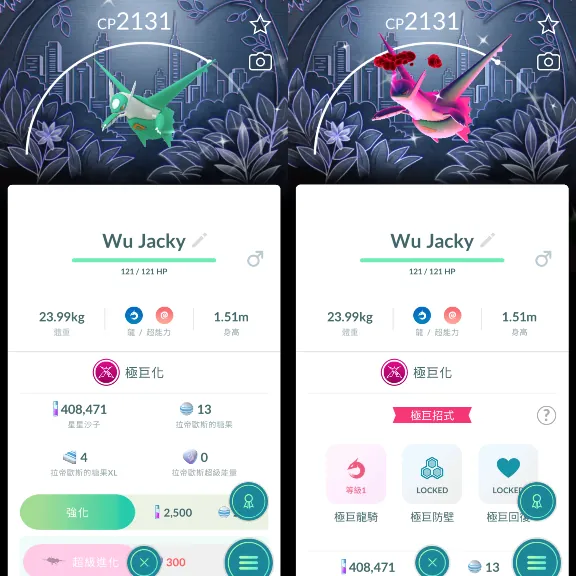 CP2131
Wu Jacky
121 / 121 HP
23.99kg
體重
龍 / 超能力
1.51m
身高
極巨化
408,471
星星沙子
13
拉帝歐斯的糖果
4
拉帝歐斯的糖果XL
0
拉帝歐斯超級能量
強化
2,500
超級進化
300
CP2131
Wu Jacky
121 / 121 HP
23.99kg
體重
龍 / 超能力
1.51m
身高
極巨化
極巨招式
?
等級1
LOCKED
LOCKED
極巨龍騎
極巨防壁
極巨回復
408,471
13